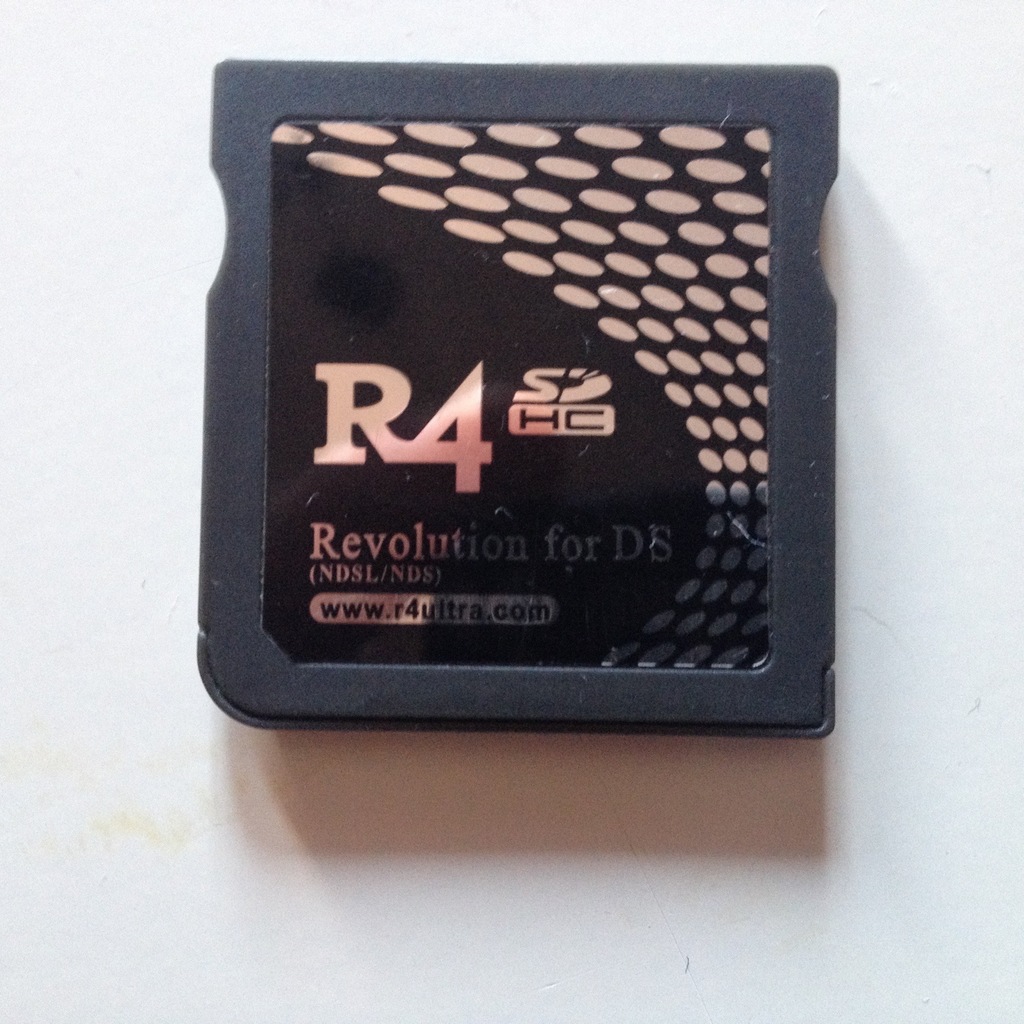 R4 SD
HC
Revolution for DS
(NDSL/NDS)
www.r4ultra.com